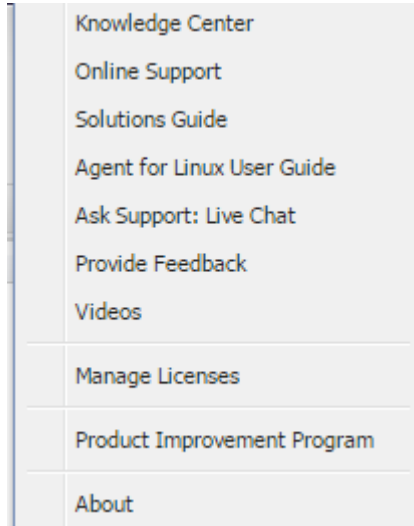 Knowledge Center
Online Support
Solutions Guide
Agent for Linux User Guide
Ask Support: Live Chat
Provide Feedback
Videos
Manage Licenses
Product Improvement Program
About